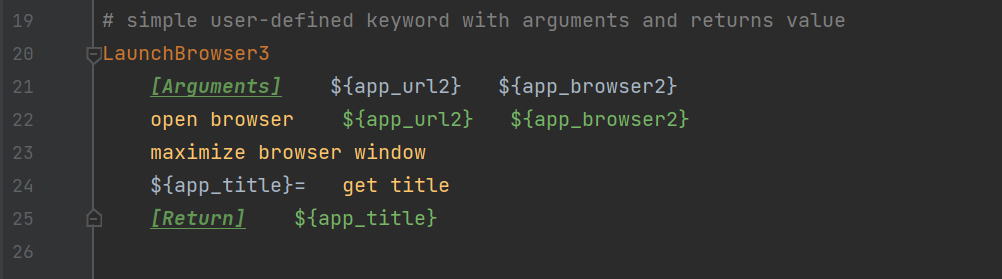 19 # simple user-defined keyword with arguments and returns value
20 LaunchBrowser3
21 [Arguments] ${app_url2} ${app_browser2}
22 open browser ${app_url2} ${app_browser2}
23 maximize browser window
24 ${app_title}= get title
25 [Return] ${app_title}
26